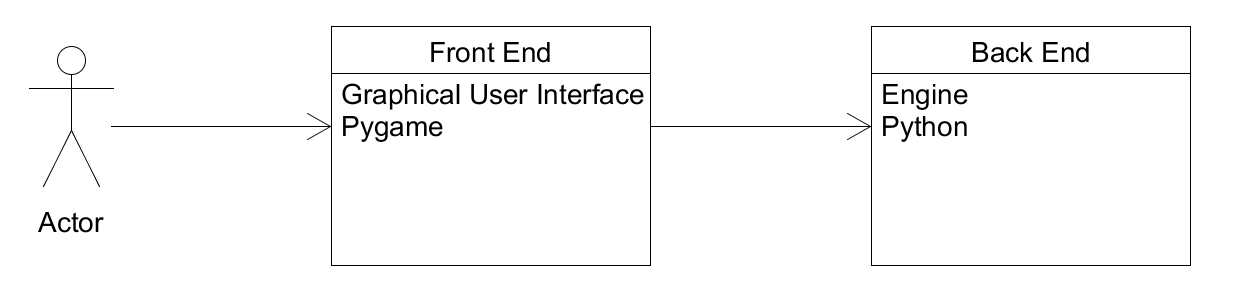 Actor
Front End
Graphical User Interface
Pygame
Back End
Engine
Python